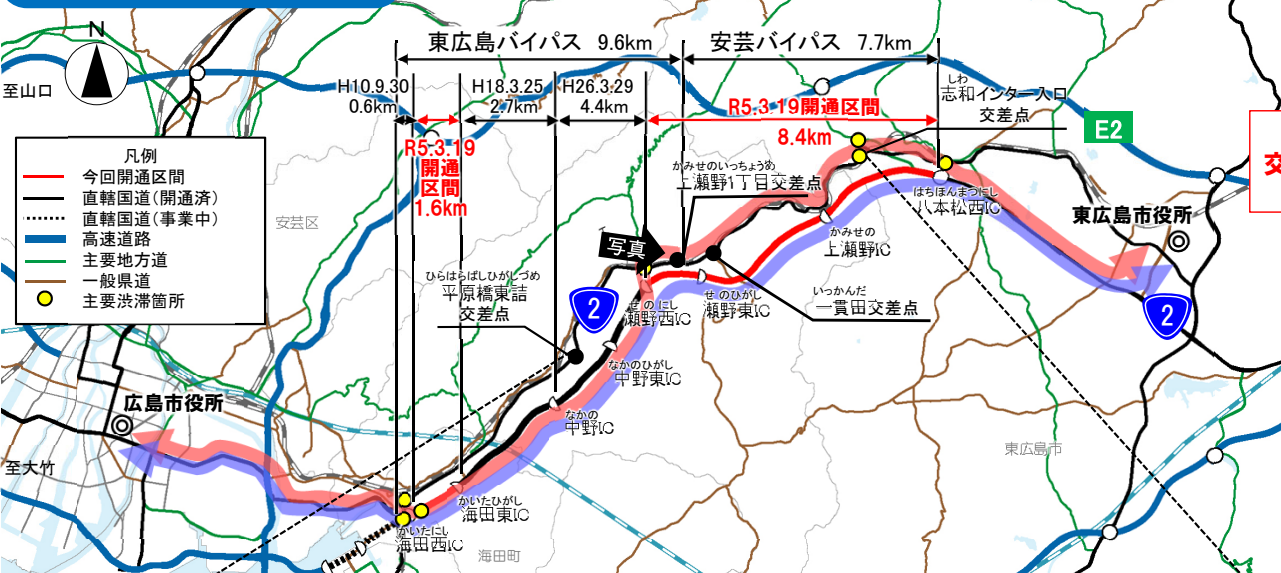 東広島バイパス 9.6km
安芸バイパス 7.7km
N
至山口
H10.9.30
0.6km
H18.3.25
2.7km
H26.3.29
4.4km
R5.3.19開通区間
8.4km
R5.3.19
開通
区間
1.6km
しわ
志和インター入口
交差点
E2
交
凡例
今回開通区間
直轄国道(開通済)
直轄国道(事業中)
高速道路
主要地方道
一般県道
主要渋滞箇所
安芸区
かみせのいっちょうめ
上瀬野1丁目交差点
はちほんまつにし
八本松西IC
東広島市役所
かみせの
上瀬野IC
写真
ひらはらばしひがしづめ
平原橋東詰
交差点
2
せのにし
瀬野西IC
せのひがし
瀬野東IC
いっかんだ
一貫田交差点
2
なかのひがし
中野東IC
なかの
中野IC
広島市役所
至大竹
東広島市
かいたひがし
海田東IC
かいたにし
海田西IC
海田町